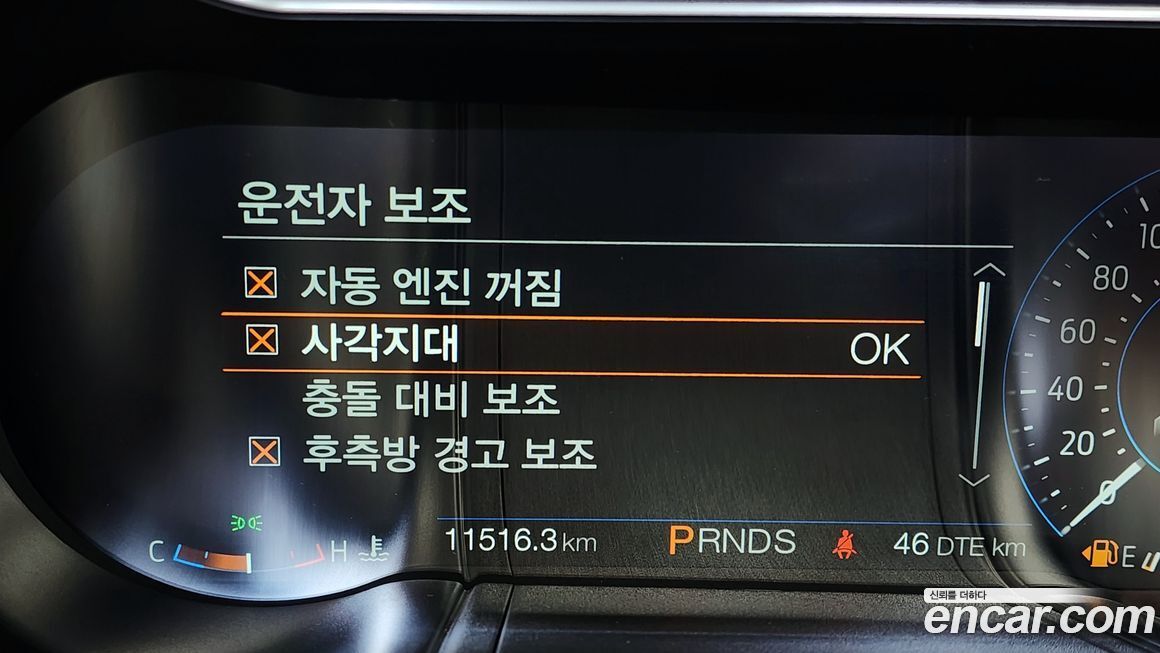 운전자 보조
자동 엔진 꺼짐
사각지대 OK
충돌 대비 보조
후측방 경고 보조
10
80
60
40
20
0
C H
11516.3 km PRNDS 46 DTE km
E
신뢰를 더하다
encar.com